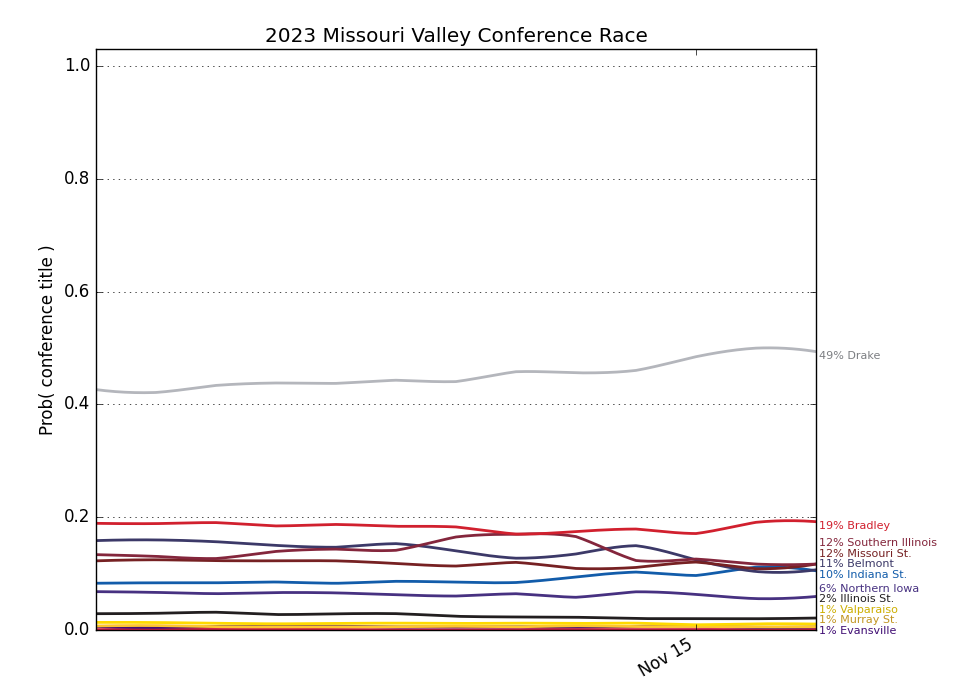 2023 Missouri Valley Conference Race
Prob( conference title )
1.0
0.8
0.6
0.4
0.2
0.0
Nov 15
49% Drake
19% Bradley
12% Southern Illinois
12% Missouri St.
11% Belmont
10% Indiana St.
6% Northern Iowa
2% Illinois St.
1% Valparaiso
1% Murray St.
1% Evansville